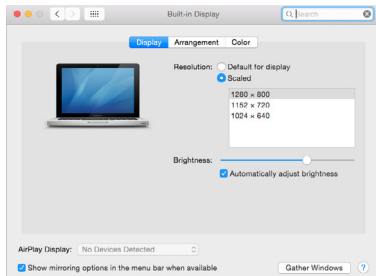 Built-in Display
Search
Display Arrangement Color
Resolution: Default for display
Scaled
1280 × 800
1152 × 720
1024 × 640
Brightness:
Automatically adjust brightness
AirPlay Display: No Devices Detected
Show mirroring options in the menu bar when available
Gather Windows ?